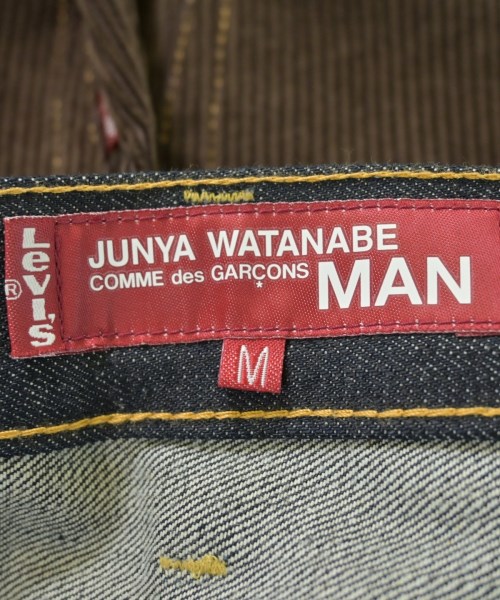 Levi's
®
JUNYA WATANABE
COMME des GARÇONS
*
MAN
M